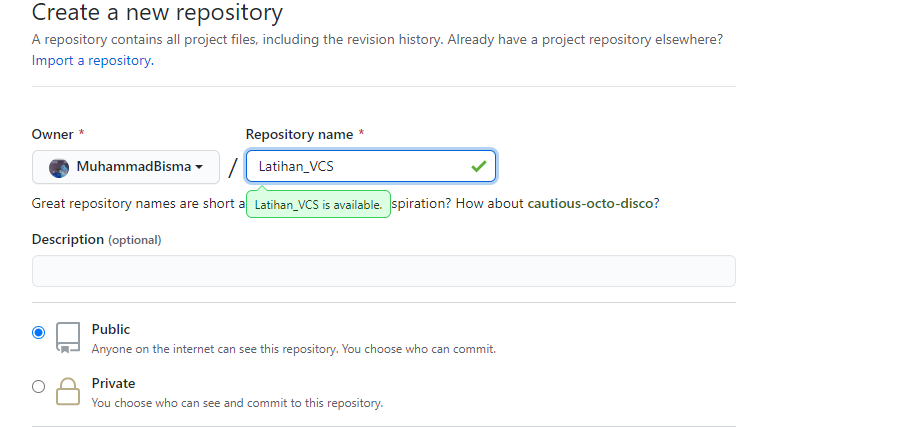 Create a new repository
A repository contains all project files, including the revision history. Already have a project repository elsewhere?
Import a repository.
Owner * Repository name *
MuhammadBisma / Latihan_VCS
Great repository names are short a Latihan_VCS is available. spiration? How about cautious-octo-disco?
Description (optional)
Public
Anyone on the internet can see this repository. You choose who can commit.
Private
You choose who can see and commit to this repository.